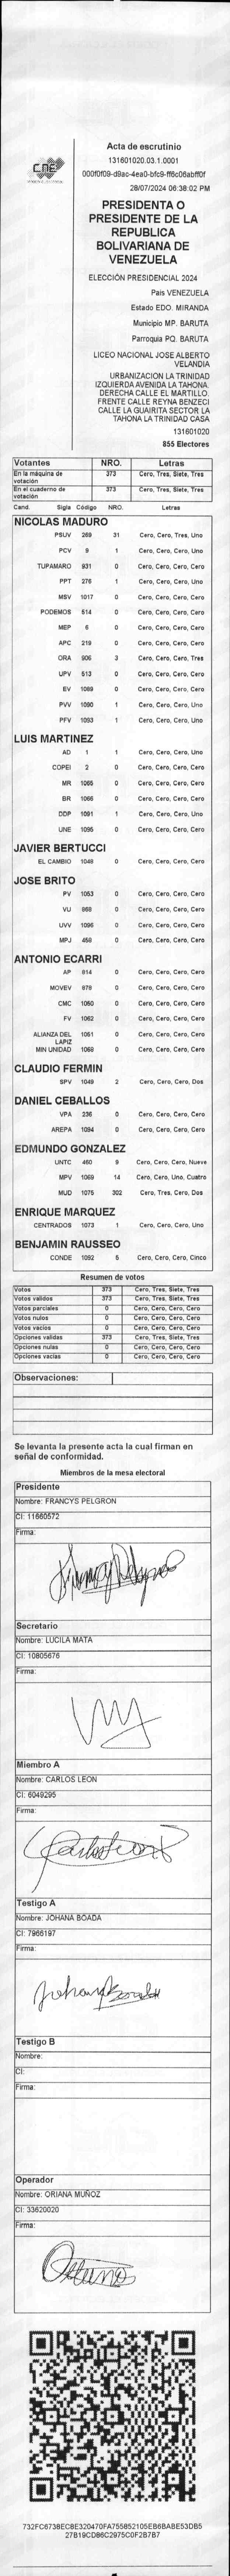 CNE
Acta de escrutinio
131601020.03.1.0001
000f0f09-d9ac-4ea0-bfc9-ff6c06abff0f
28/07/2024 06:38:02 PM
PRESIDENTA O
PRESIDENTE DE LA
REPUBLICA
BOLIVARIANA DE
VENEZUELA
ELECCIÓN PRESIDENCIAL 2024
Pais VENEZUELA
Estado EDO. MIRANDA
Municipio MP. BARUTA
Parroquia PQ. BARUTA
LICEO NACIONAL JOSE ALBERTO
VELANDIA
URBANIZACION LA TRINIDAD
IZQUIERDA AVENIDA LA TAHONA.
DERECHA CALLE EL MARTILLO.
FRENTE CALLE REYNA BENZECI
CALLE LA GUAIRITA SECTOR LA
TAHONA LA TRINIDAD CASA
131601020
855 Electores
Votantes NRO. Letras
En la máquina de votación 373 Cero, Tres, Siete, Tres
En el cuaderno de votación 373 Cero, Tres, Siete, Tres
Cand. Sigla Código NRO. Letras
NICOLAS MADURO
PSUV 269 31 Cero, Cero, Tres, Uno
PCV 9 1 Cero, Cero, Cero, Uno
TUPAMARO 931 0 Cero, Cero, Cero, Cero
PPT 276 1 Cero, Cero, Cero, Uno
MSV 1017 0 Cero, Cero, Cero, Cero
PODEMOS 514 0 Cero, Cero, Cero, Cero
MEP 6 0 Cero, Cero, Cero, Cero
APC 219 0 Cero, Cero, Cero, Cero
ORA 906 3 Cero, Cero, Cero, Tres
UPV 513 0 Cero, Cero, Cero, Cero
EV 1089 0 Cero, Cero, Cero, Cero
PVV 1090 1 Cero, Cero, Cero, Uno
PFV 1093 1 Cero, Cero, Cero, Uno
LUIS MARTINEZ
AD 1 1 Cero, Cero, Cero, Uno
COPEI 2 0 Cero, Cero, Cero, Cero
MR 1065 0 Cero, Cero, Cero, Cero
BR 1066 0 Cero, Cero, Cero, Cero
DDP 1091 1 Cero, Cero, Cero, Uno
UNE 1095 0 Cero, Cero, Cero, Cero
JAVIER BERTUCCI
EL CAMBIO 1048 0 Cero, Cero, Cero, Cero
JOSE BRITO
PV 1053 0 Cero, Cero, Cero, Cero
VU 868 0 Cero, Cero, Cero, Cero
UVV 1096 0 Cero, Cero, Cero, Cero
MPJ 458 0 Cero, Cero, Cero, Cero
ANTONIO ECARRI
AP 814 0 Cero, Cero, Cero, Cero
MOVEV 878 0 Cero, Cero, Cero, Cero
CMC 1050 0 Cero, Cero, Cero, Cero
FV 1062 0 Cero, Cero, Cero, Cero
ALIANZA DEL LAPIZ 1051 0 Cero, Cero, Cero, Cero
MIN UNIDAD 1068 0 Cero, Cero, Cero, Cero
CLAUDIO FERMIN
SPV 1049 2 Cero, Cero, Cero, Dos
DANIEL CEBALLOS
VPA 236 0 Cero, Cero, Cero, Cero
AREPA 1094 0 Cero, Cero, Cero, Cero
EDMUNDO GONZALEZ
UNTC 460 9 Cero, Cero, Cero, Nueve
MPV 1069 14 Cero, Cero, Uno, Cuatro
MUD 1075 302 Cero, Tres, Cero, Dos
ENRIQUE MARQUEZ
CENTRADOS 1073 1 Cero, Cero, Cero, Uno
BENJAMIN RAUSSEO
CONDE 1092 5 Cero, Cero, Cero, Cinco
Resumen de votos
Votos 373 Cero, Tres, Siete, Tres
Votos validos 373 Cero, Tres, Siete, Tres
Votos parciales 0 Cero, Cero, Cero, Cero
Votos nulos 0 Cero, Cero, Cero, Cero
Votos vacios 0 Cero, Cero, Cero, Cero
Opciones validas 373 Cero, Tres, Siete, Tres
Opciones nulas 0 Cero, Cero, Cero, Cero
Opciones vacias 0 Cero, Cero, Cero, Cero
Observaciones:
Se levanta la presente acta la cual firman en
señal de conformidad.
Miembros de la mesa electoral
Presidente
Nombre: FRANCYS PELGRON
CI: 11660572
Firma:
Secretario
Nombre: LUCILA MATA
CI: 10805676
Firma:
Miembro A
Nombre: CARLOS LEON
CI: 6049295
Firma:
Testigo A
Nombre: JOHANA BOADA
CI: 7966197
Firma:
Testigo B
Nombre:
CI:
Firma:
Operador
Nombre: ORIANA MUÑOZ
CI: 33620020
Firma:
732FC6738EC8E320470FA755852105EB6BABE53DB5
27B19CD86C2975C0F2B7B7